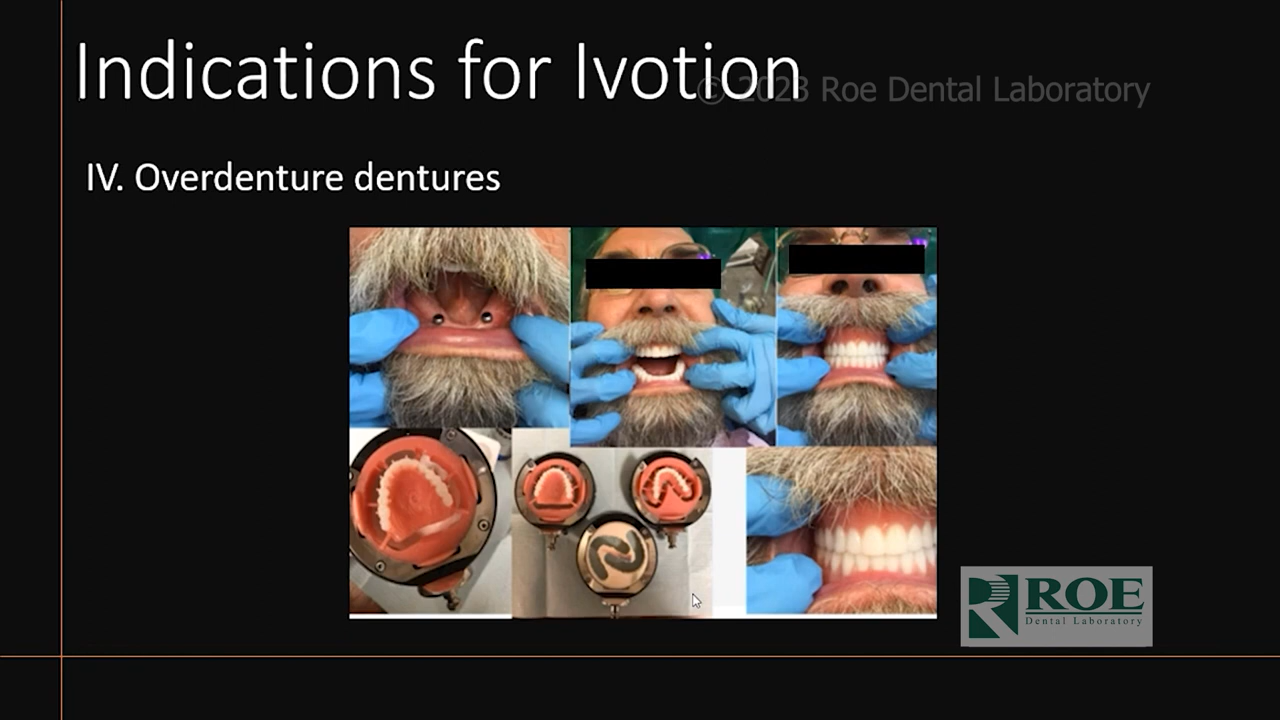 Indications for Ivotion
© 2023 Roe Dental Laboratory
IV. Overdenture dentures
R ROE
Dental Laboratory